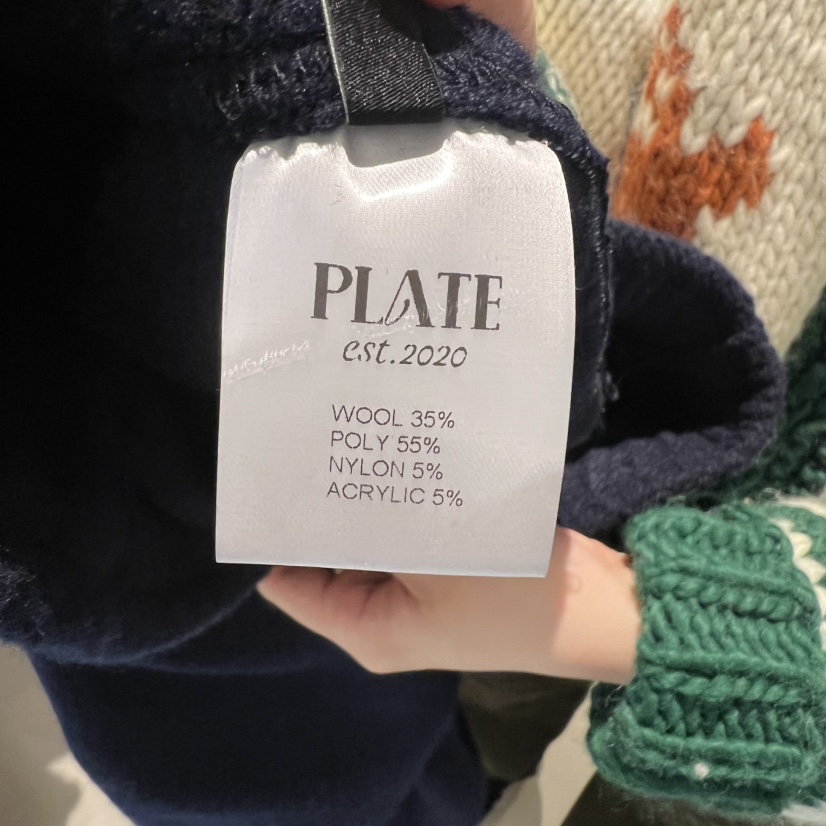 PLATE
est.2020
WOOL 35%
POLY 55%
NYLON 5%
ACRYLIC 5%